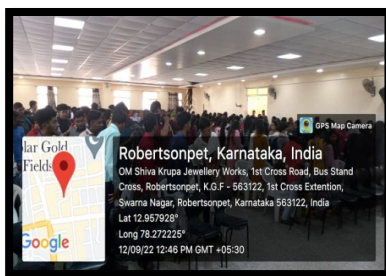 GPS Map Camera
lar Gold
Fields
Google
Robertsonpet, Karnataka, India
OM Shiva Krupa Jewellery Works, 1st Cross Road, Bus Stand
Cross, Robertsonpet, K.G.F - 563122, 1st Cross Extention,
Swarna Nagar, Robertsonpet, Karnataka 563122, India
Lat 12.957928°
Long 78.272225°
12/09/22 12:46 PM GMT +05:30